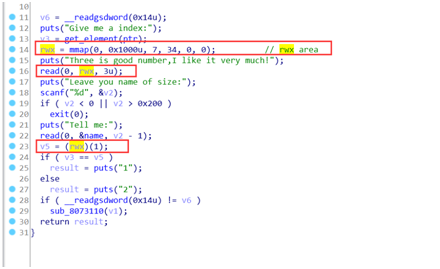 10
11 v6 = __readgsdword(0x14u);
12 puts("Give me a index:");
13 v3 = get_element(ptr);
14 rwx = mmap(0, 0x1000u, 7, 34, 0, 0); // rwx area
15 puts("Three is good number,I like it very much!");
16 read(0, rwx, 3u);
17 puts("Leave you name of size:");
18 scanf("%d", &v2);
19 if ( v2 < 0 || v2 > 0x200 )
20 exit(0);
21 puts("Tell me:");
22 read(0, &name, v2 - 1);
23 v5 = (rwx)(1);
24 if ( v3 == v5 )
25 result = puts("1");
26 else
27 result = puts("2");
28 if ( __readgsdword(0x14u) != v6 )
29 sub_8073110(v1);
30 return result;
31 }